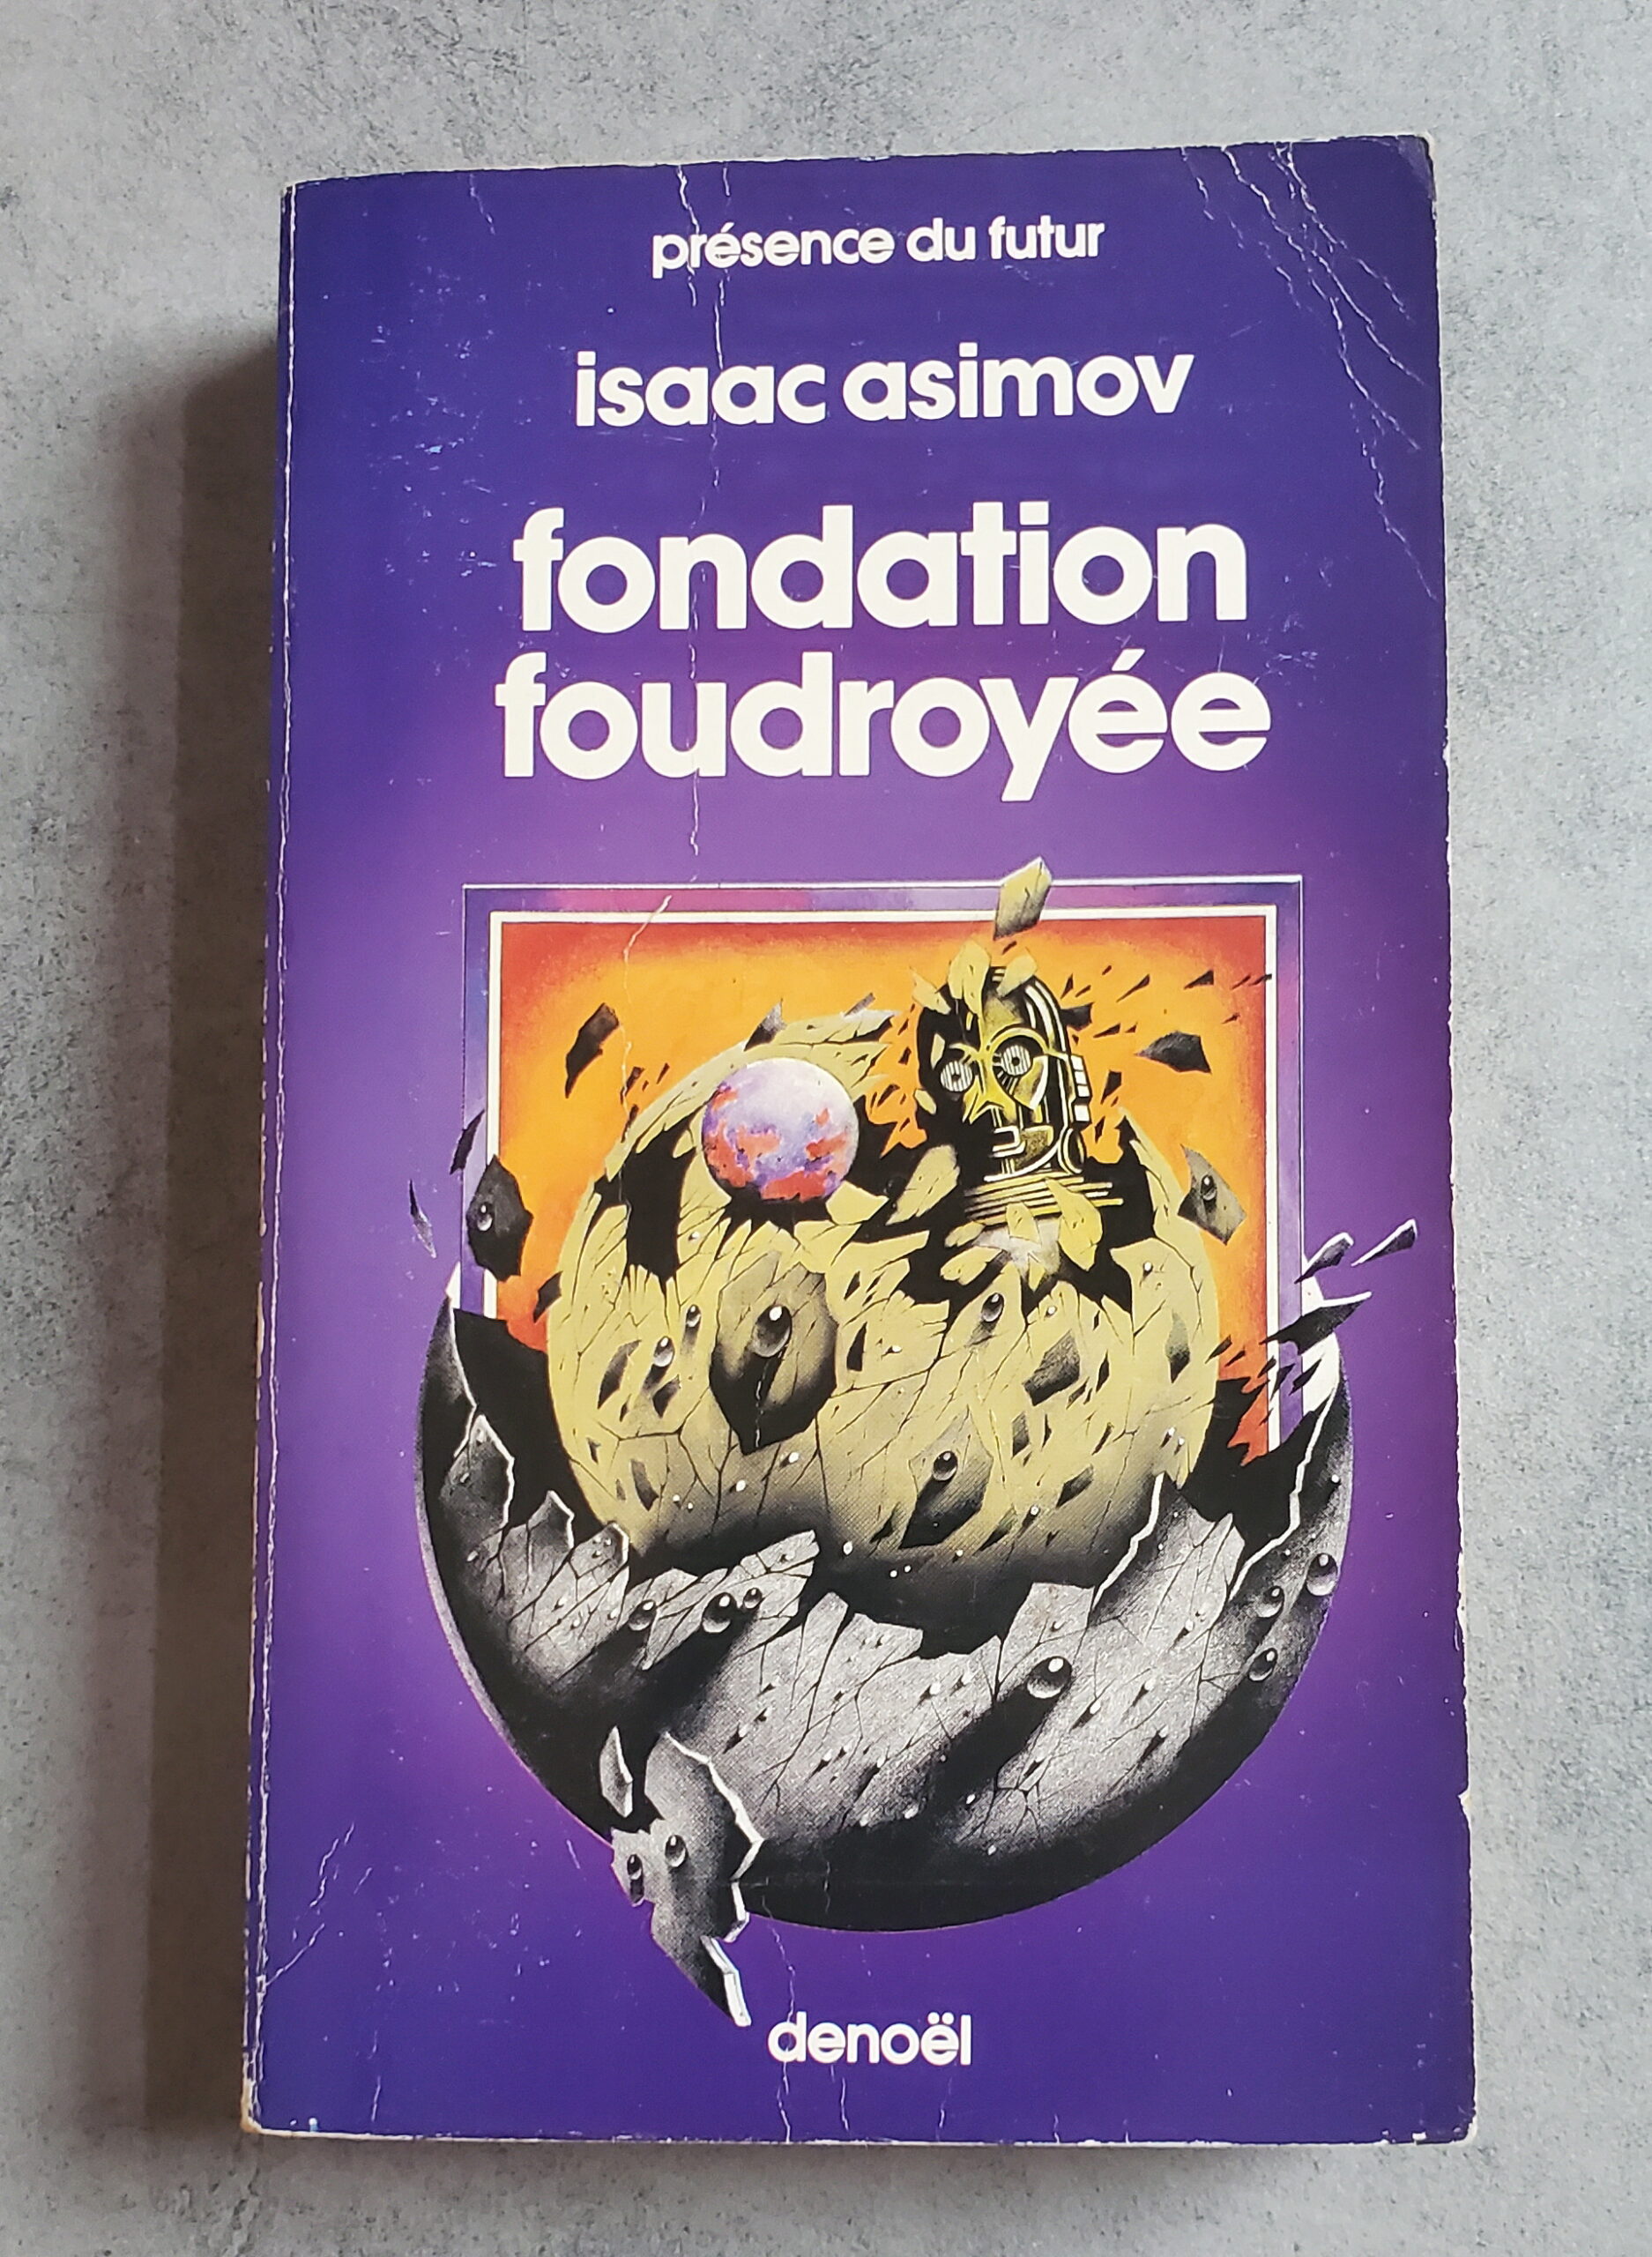 présence du futur
isaac asimov
fondation
foudroyée
denoël